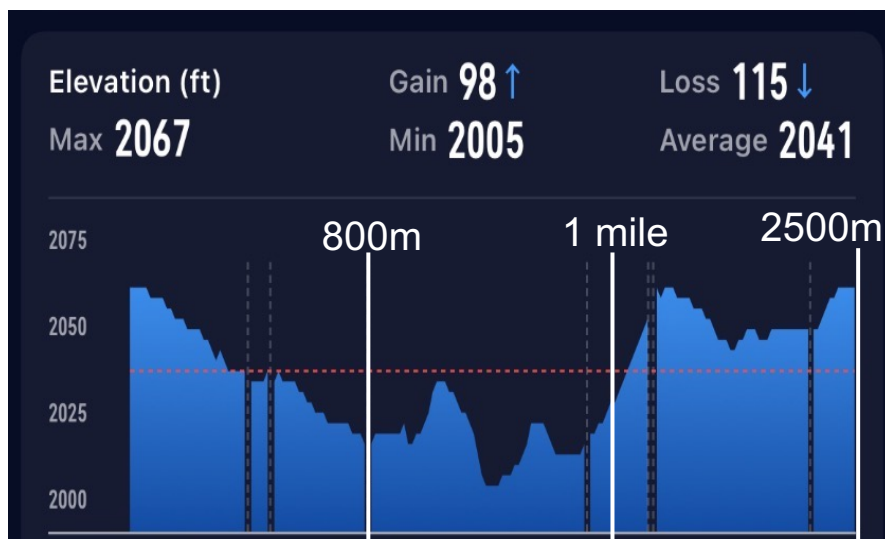 Elevation (ft) Gain 98 ↑ Loss 115 ↓
Max 2067 Min 2005 Average 2041
800m 1 mile 2500m
2075
2050
2025
2000